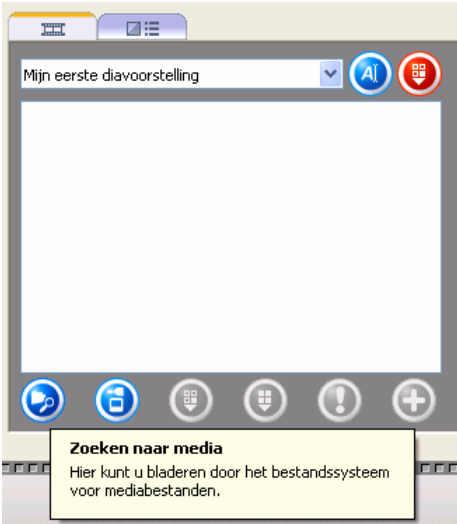 Mijn eerste diavoorstelling
A
Zoeken naar media
Hier kunt u bladeren door het bestandssysteem
voor mediabestanden.